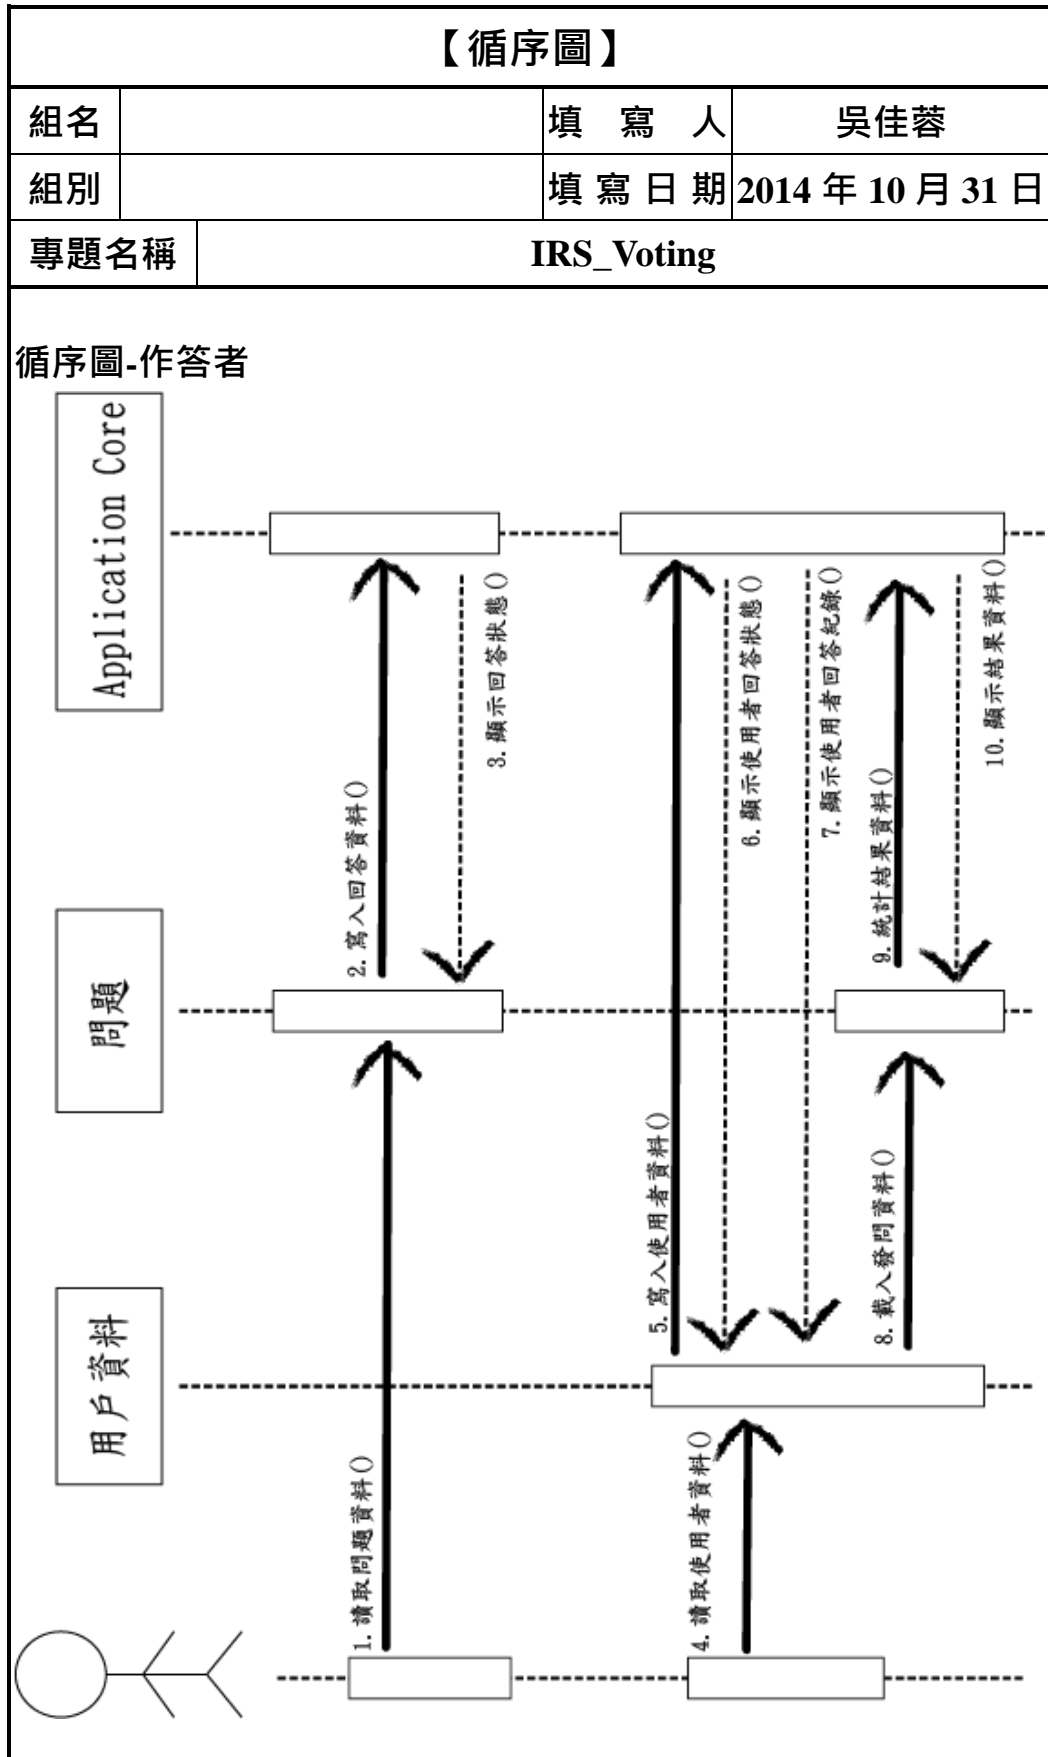 【循序圖】
組名
填寫人
吳佳蓉
組別
填寫日期
2014 年 10 月 31 日
專題名稱
IRS_Voting
循序圖-作答者
Application Core
問題
用戶資料
1. 讀取問題資料()
2. 寫入回答資料()
3. 顯示回答狀態()
4. 讀取使用者資料()
5. 寫入使用者資料()
6. 顯示使用者回答狀態()
7. 顯示使用者回答紀錄()
8. 載入發問資料()
9. 統計結果資料()
10. 顯示結果資料()